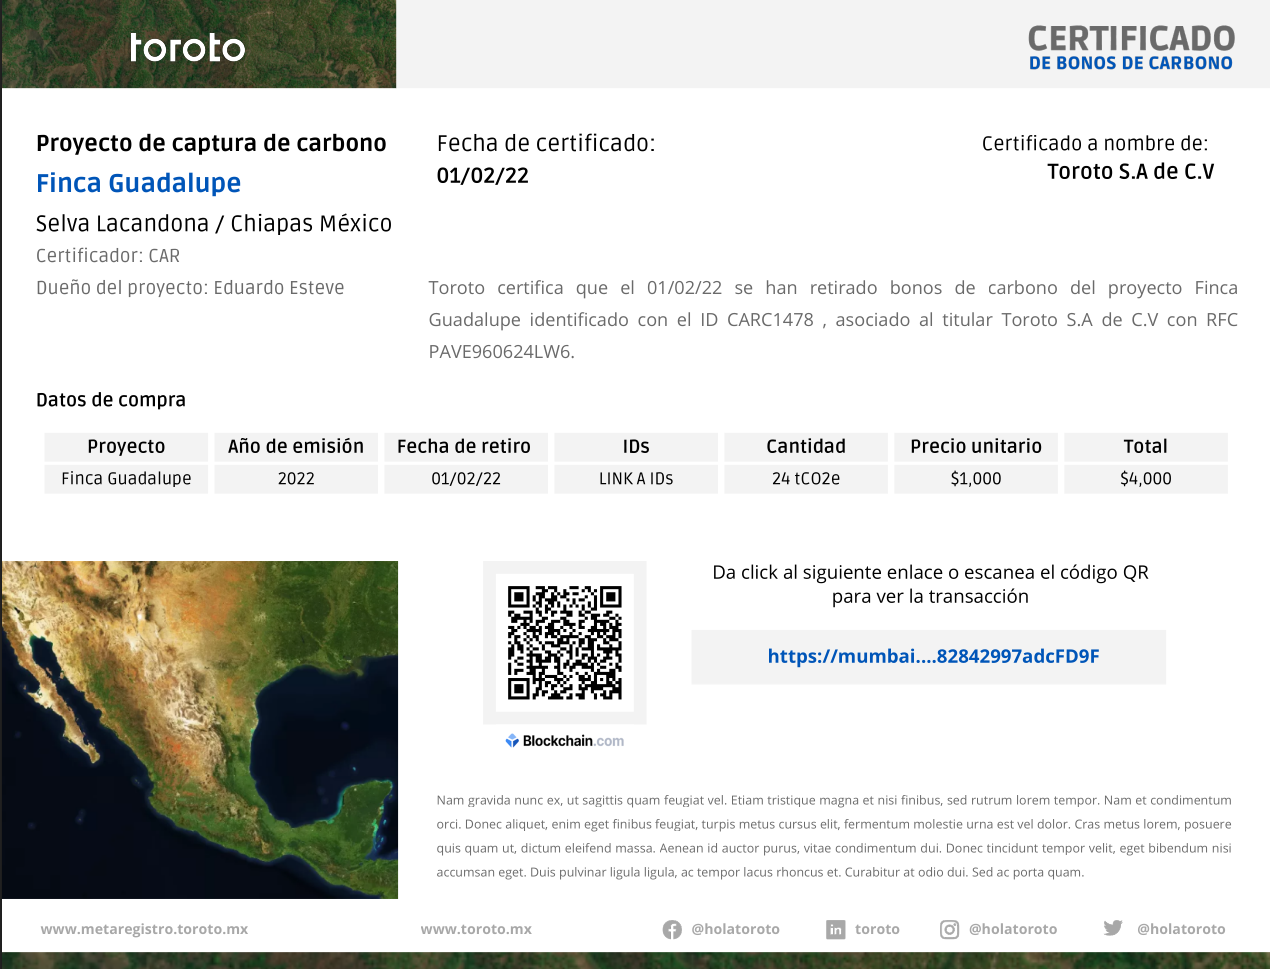 toroto
CERTIFICADO
DE BONOS DE CARBONO
Proyecto de captura de carbono
Finca Guadalupe
Selva Lacandona / Chiapas México
Certificador: CAR
Dueño del proyecto: Eduardo Esteve
Fecha de certificado:
01/02/22
Certificado a nombre de:
Toroto S.A de C.V
Toroto certifica que el 01/02/22 se han retirado bonos de carbono del proyecto Finca
Guadalupe identificado con el ID CARC1478 , asociado al titular Toroto S.A de C.V con RFC
PAVE960624LW6.
Datos de compra
Proyecto Año de emisión Fecha de retiro IDs Cantidad Precio unitario Total
Finca Guadalupe 2022 01/02/22 LINK A IDs 24 tCO2e $1,000 $4,000
Blockchain.com
Da click al siguiente enlace o escanea el código QR
para ver la transacción
https://mumbai....82842997adcFD9F
Nam gravida nunc ex, ut sagittis quam feugiat vel. Etiam tristique magna et nisi finibus, sed rutrum lorem tempor. Nam et condimentum
orci. Donec aliquet, enim eget finibus feugiat, turpis metus cursus elit, fermentum molestie urna est vel dolor. Cras metus lorem, posuere
quis quam ut, dictum eleifend massa. Aenean id auctor purus, vitae condimentum dui. Donec tincidunt tempor velit, eget bibendum nisi
accumsan eget. Duis pulvinar ligula ligula, ac tempor lacus rhoncus et. Curabitur at odio dui. Sed ac porta quam.
www.metaregistro.toroto.mx www.toroto.mx @holatoroto toroto @holatoroto @holatoroto